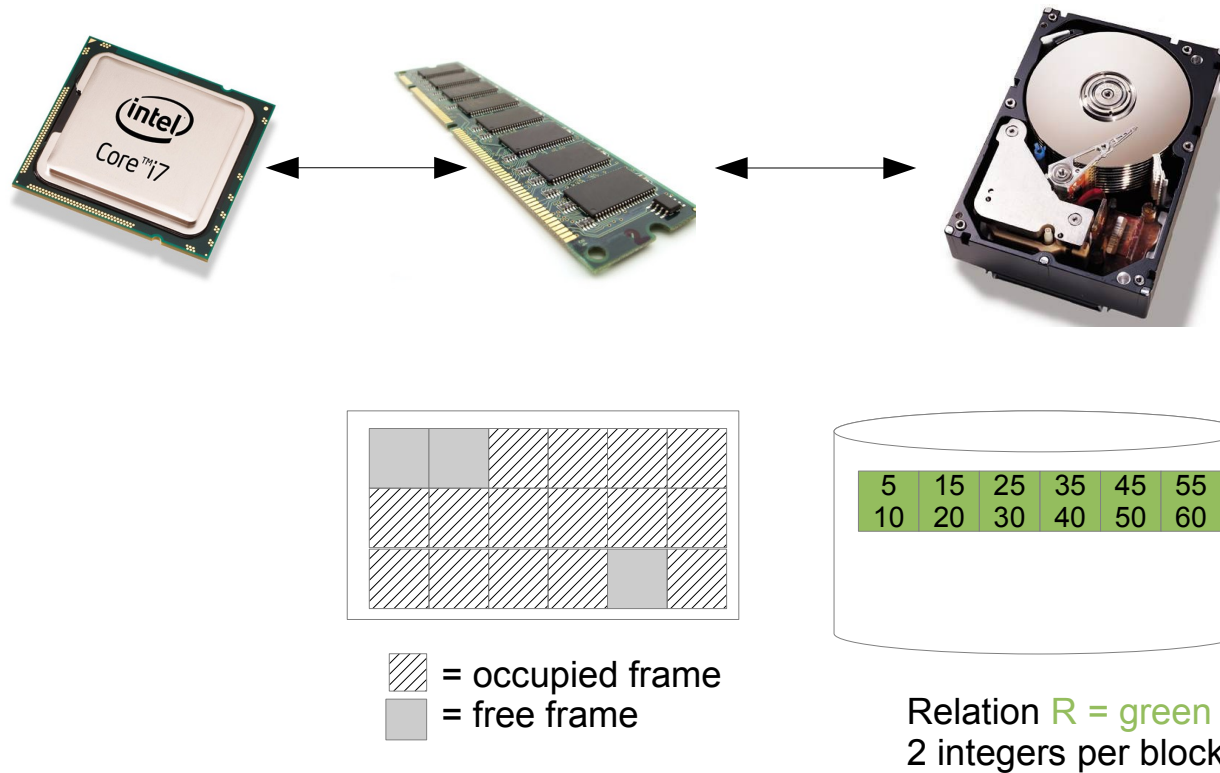 intel
Core™i7
5 15 25 35 45 55
10 20 30 40 50 60
= occupied frame
= free frame
Relation R = green
2 integers per block